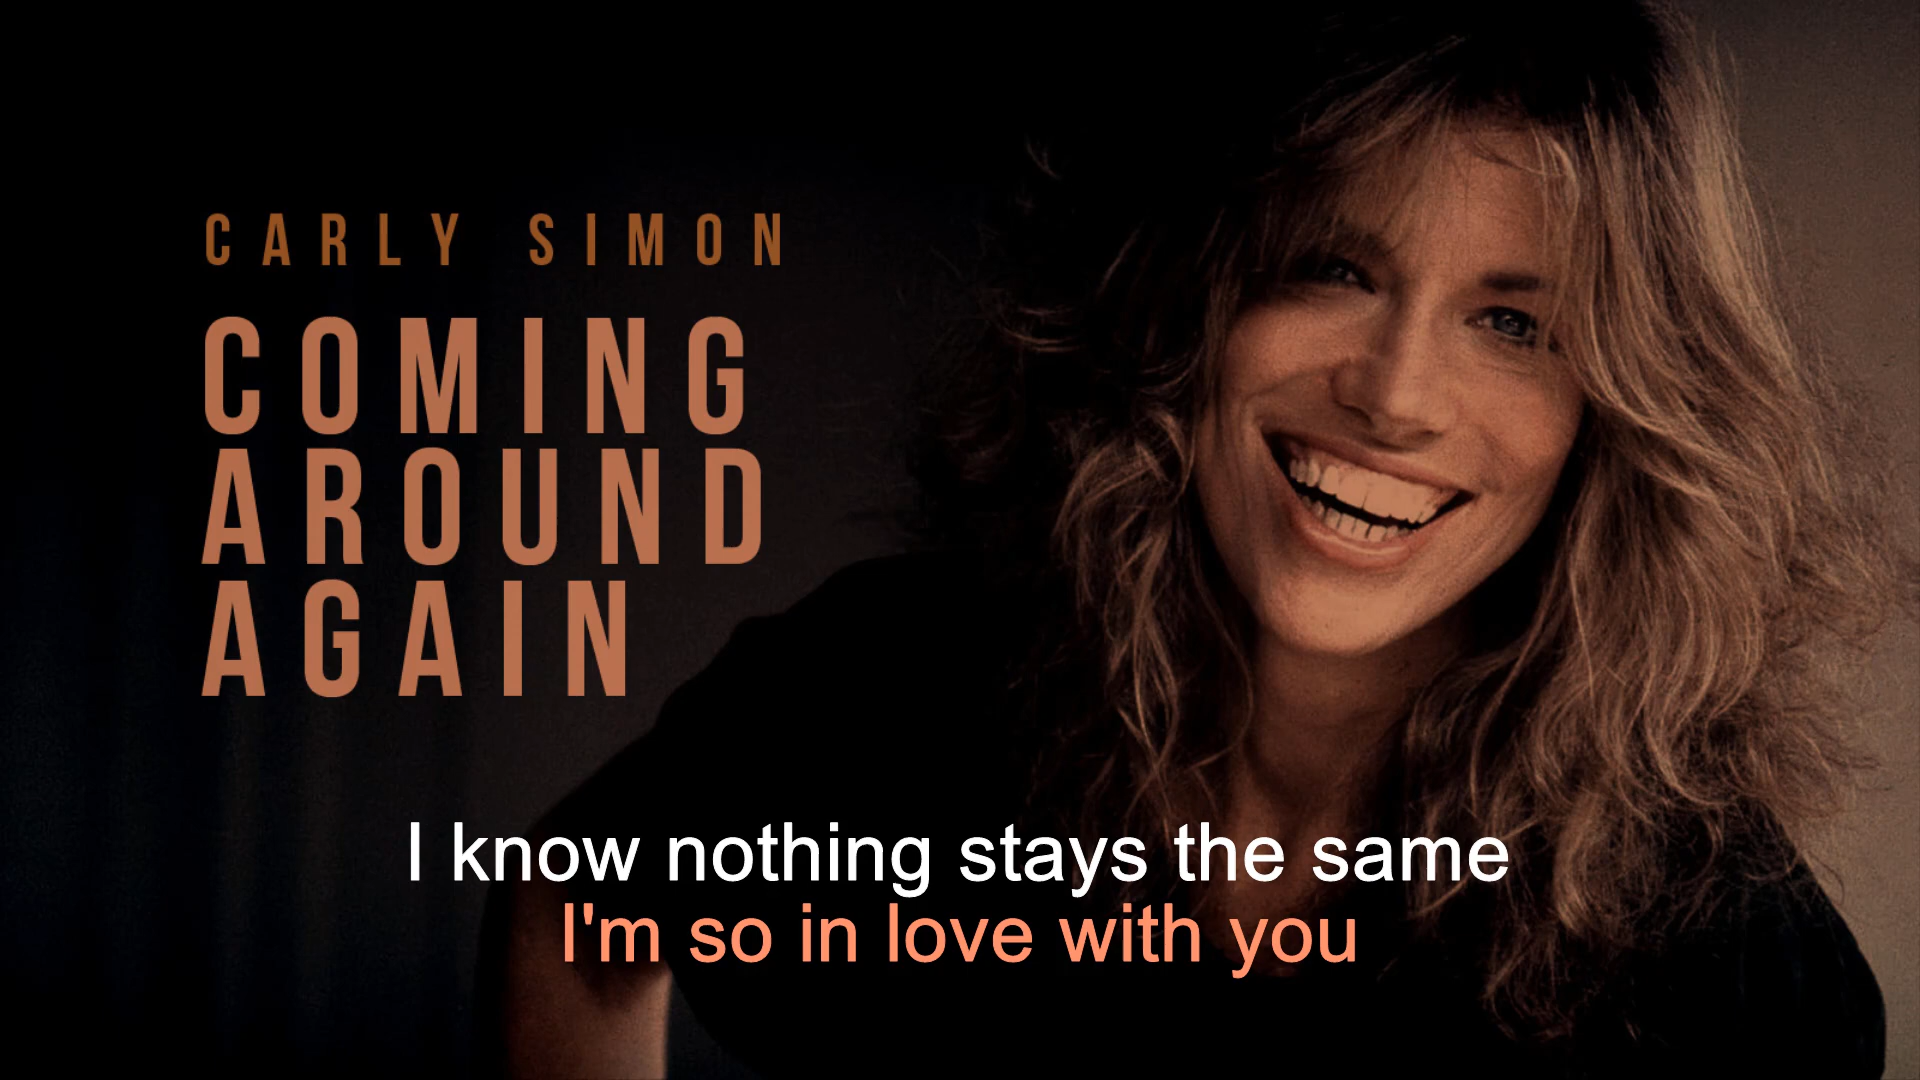 CARLY SIMON
COMING
AROUND
AGAIN
I know nothing stays the same
I'm so in love with you